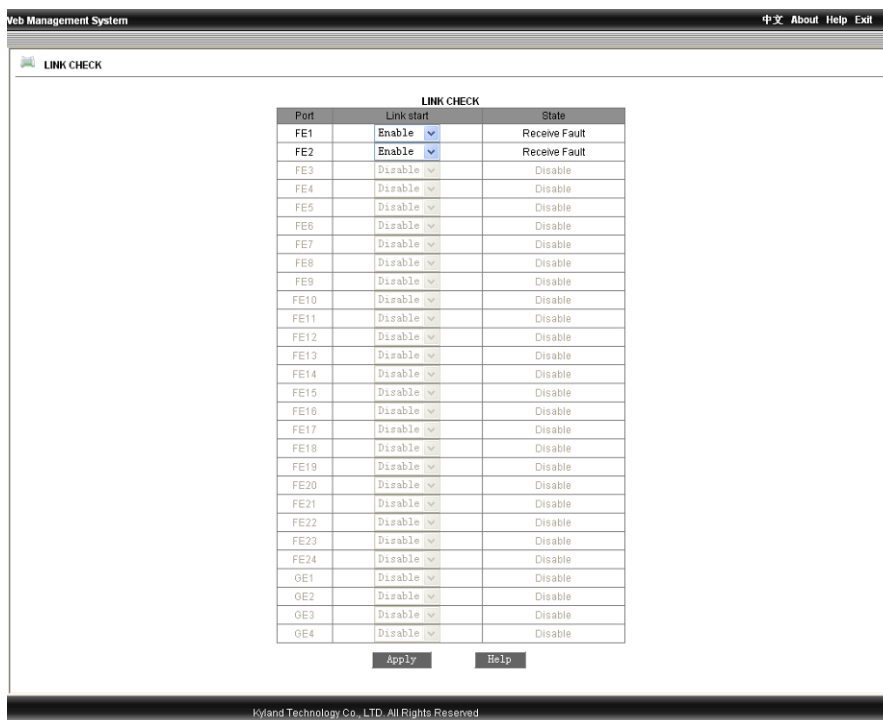 Web Management System 中文 About Help Exit
LINK CHECK
LINK CHECK
Port Link start State
FE1 Enable Receive Fault
FE2 Enable Receive Fault
FE3 Disable Disable
FE4 Disable Disable
FE5 Disable Disable
FE6 Disable Disable
FE7 Disable Disable
FE8 Disable Disable
FE9 Disable Disable
FE10 Disable Disable
FE11 Disable Disable
FE12 Disable Disable
FE13 Disable Disable
FE14 Disable Disable
FE15 Disable Disable
FE16 Disable Disable
FE17 Disable Disable
FE18 Disable Disable
FE19 Disable Disable
FE20 Disable Disable
FE21 Disable Disable
FE22 Disable Disable
FE23 Disable Disable
FE24 Disable Disable
GE1 Disable Disable
GE2 Disable Disable
GE3 Disable Disable
GE4 Disable Disable
Apply Help
Kyland Technology Co., LTD. All Rights Reserved